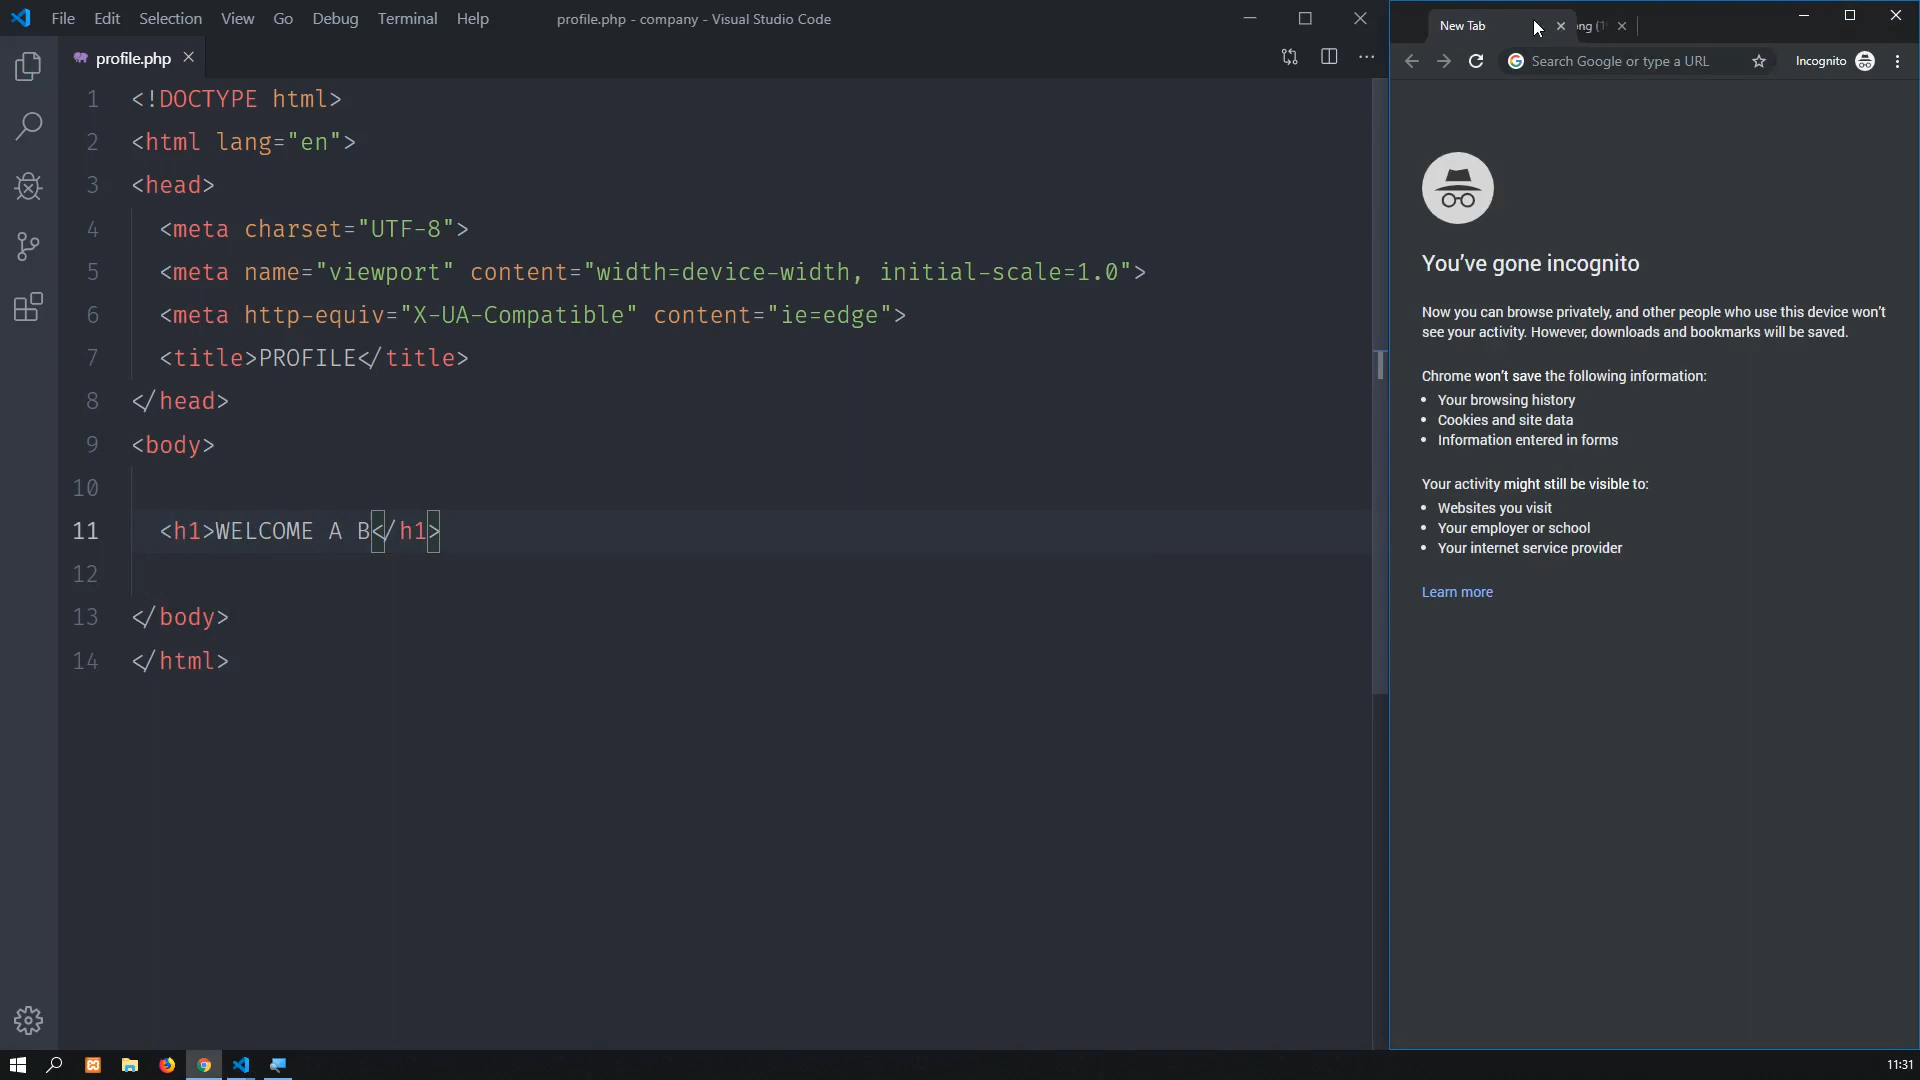 File Edit Selection View Go Debug Terminal Help
profile.php - company - Visual Studio Code
profile.php
1 <!DOCTYPE html>
2 <html lang="en">
3 <head>
4 <meta charset="UTF-8">
5 <meta name="viewport" content="width=device-width, initial-scale=1.0">
6 <meta http-equiv="X-UA-Compatible" content="ie=edge">
7 <title>PROFILE</title>
8 </head>
9 <body>
10
11 <h1>WELCOME A B</h1>
12
13 </body>
14 </html>
New Tab
Search Google or type a URL
Incognito
You've gone incognito
Now you can browse privately, and other people who use this device won't
see your activity. However, downloads and bookmarks will be saved.
Chrome won't save the following information:
• Your browsing history
• Cookies and site data
• Information entered in forms
Your activity might still be visible to:
• Websites you visit
• Your employer or school
• Your internet service provider
Learn more
11:31